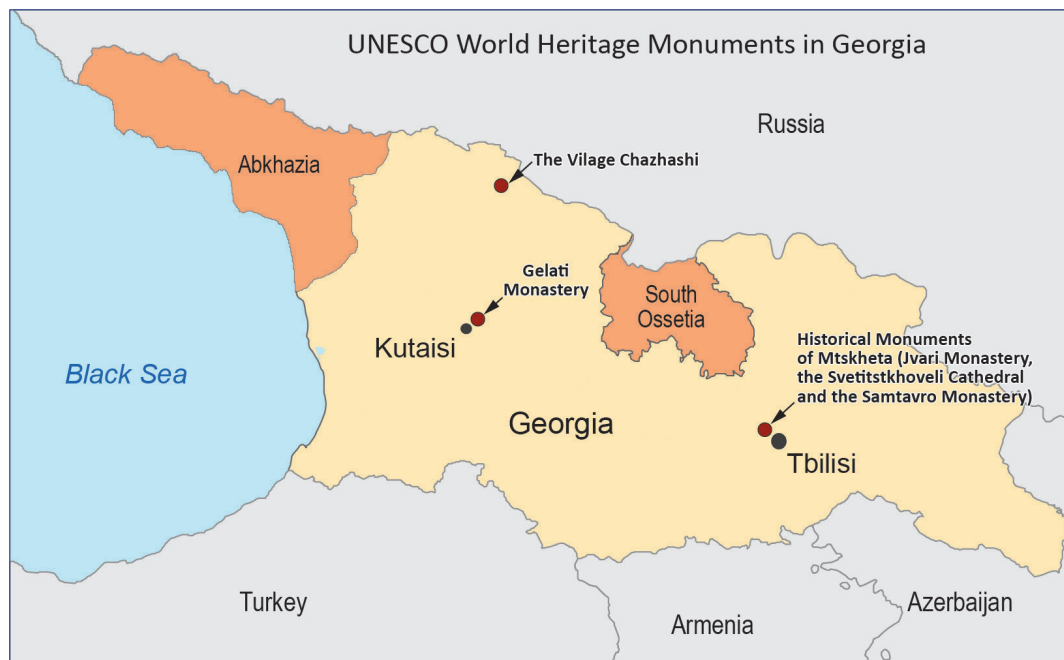 UNESCO World Heritage Monuments in Georgia
Russia
Abkhazia
The Vilage Chazhashi
Gelati
Monastery
South
Ossetia
Kutaisi
Historical Monuments
of Mtskheta (Jvari Monastery,
the Svetitstkhoveli Cathedral
and the Samtavro Monastery)
Black Sea
Georgia
Tbilisi
Turkey
Armenia
Azerbaijan